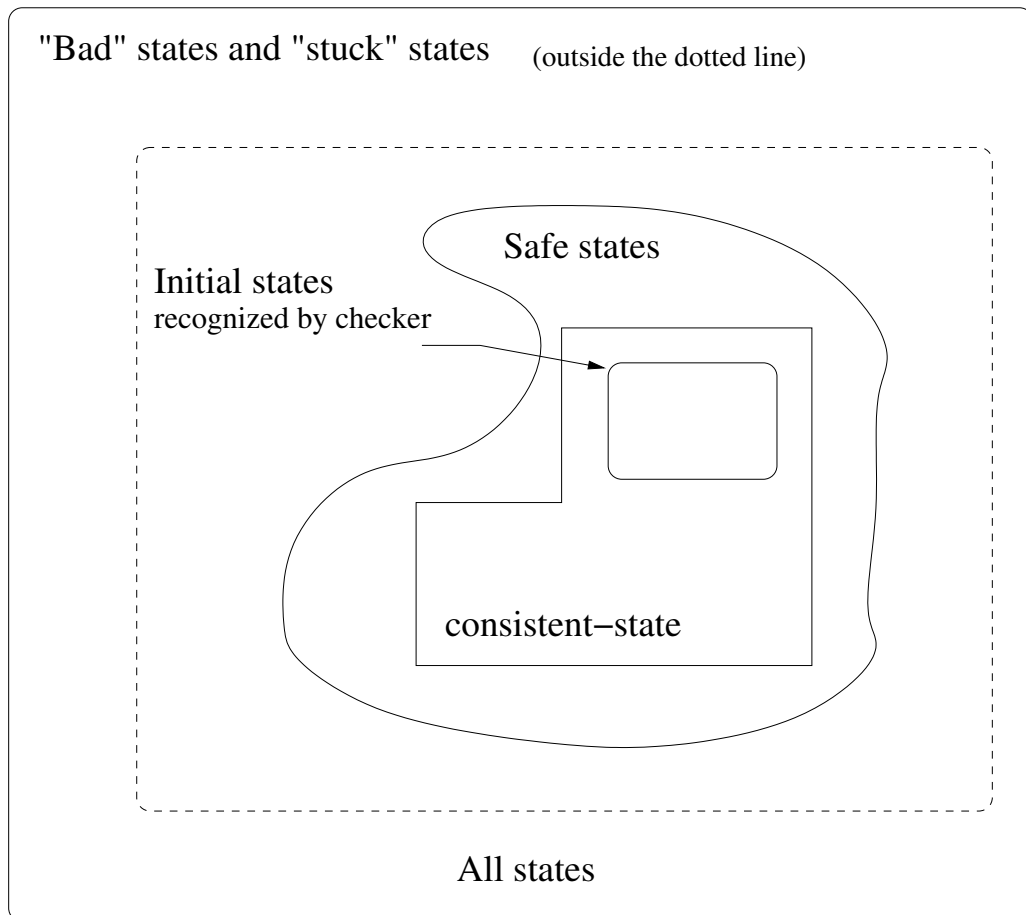 "Bad" states and "stuck" states (outside the dotted line)
Safe states
Initial states
recognized by checker
consistent−state
All states